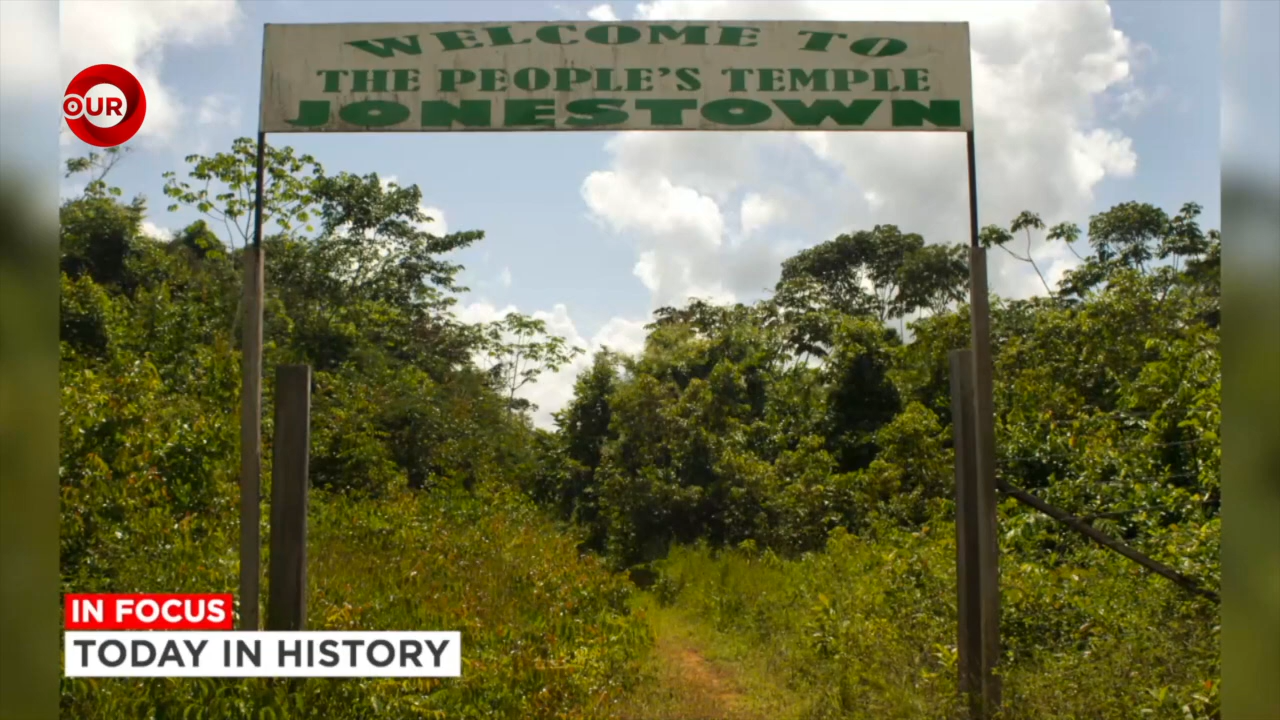 WELCOME TO
THE PEOPLE'S TEMPLE
JONESTOWN
OUR
IN FOCUS
TODAY IN HISTORY